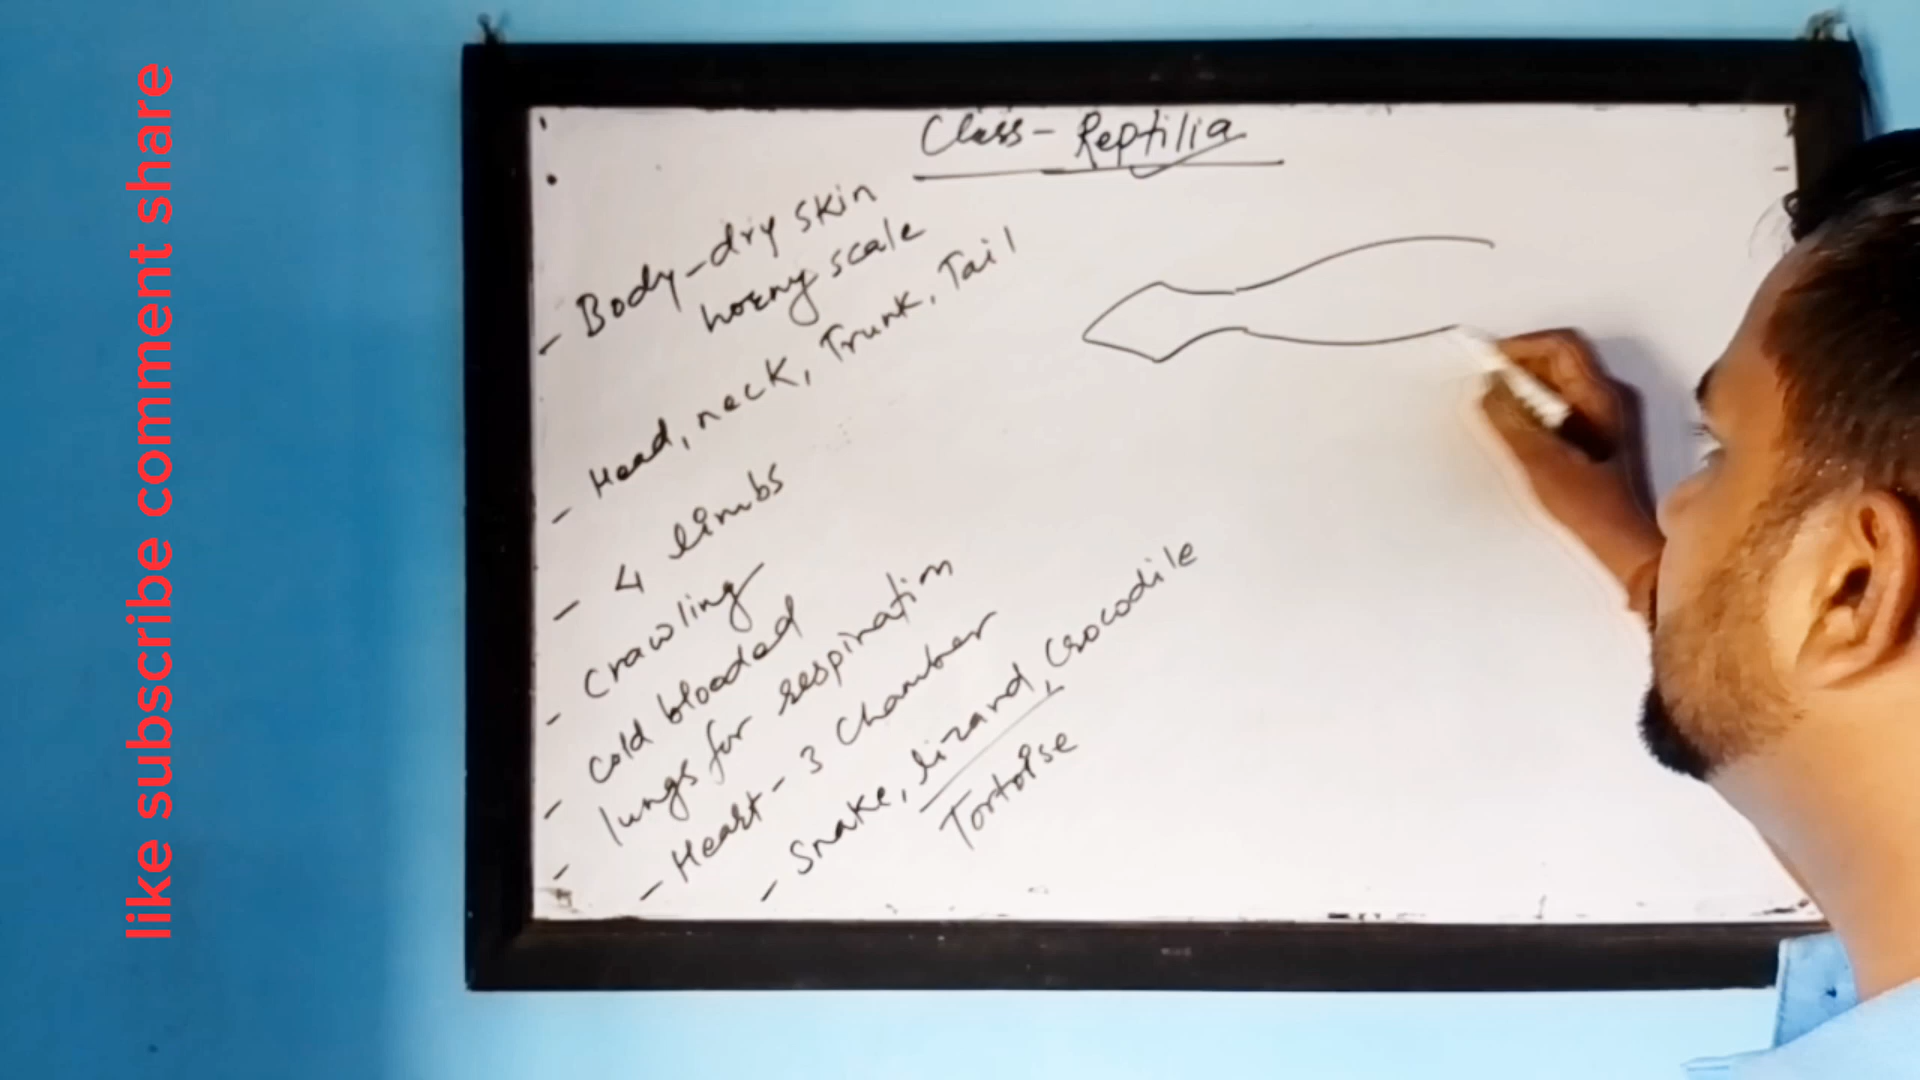 like subscribe comment share
Class - Reptilia
- Body - dry skin
horny scale
- Head, neck, Trunk, Tail
- 4 limbs
- Crawling
- Cold blooded
- lungs for respiration
- Heart - 3 Chamber
- Snake, lizard, Crocodile
Tortoise